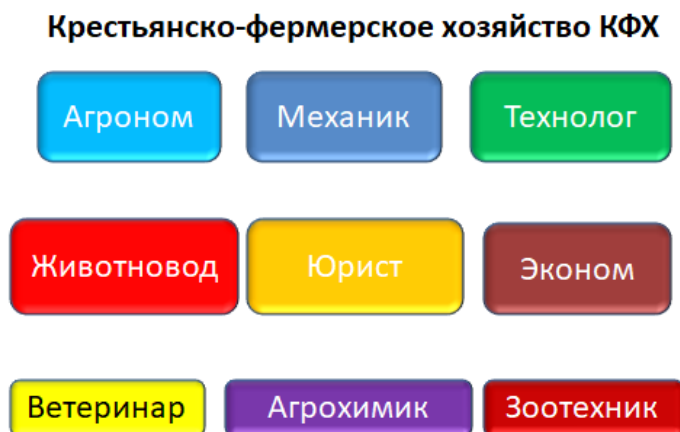 Крестьянско-фермерское хозяйство КФХ
Агроном Механик Технолог
Животновод Юрист Эконом
Ветеринар Агрохимик Зоотехник